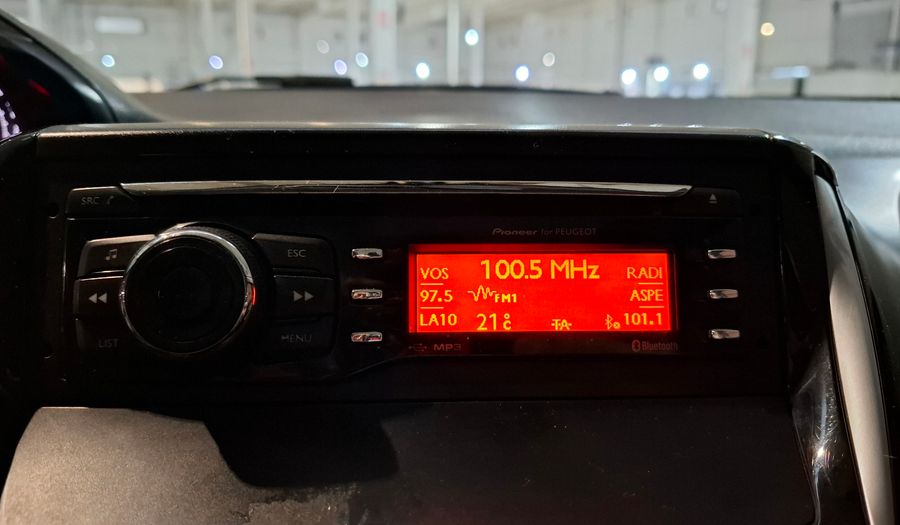 SRC
Pioneer for PEUGEOT
ESC
LIST
MENU
VOS
100.5 MHz
RADI
97.5
FM1
ASPE
LA10
21°C
TA
101.1
MP3
Bluetooth